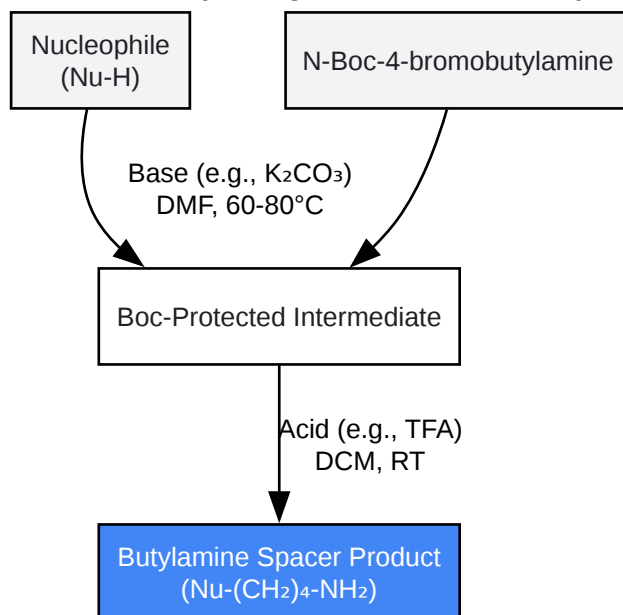 Nucleophile
(Nu-H)
N-Boc-4-bromobutylamine
Base (e.g., K₂CO₃)
DMF, 60-80°C
Boc-Protected Intermediate
Acid (e.g., TFA)
DCM, RT
Butylamine Spacer Product
(Nu-(CH₂)₄-NH₂)